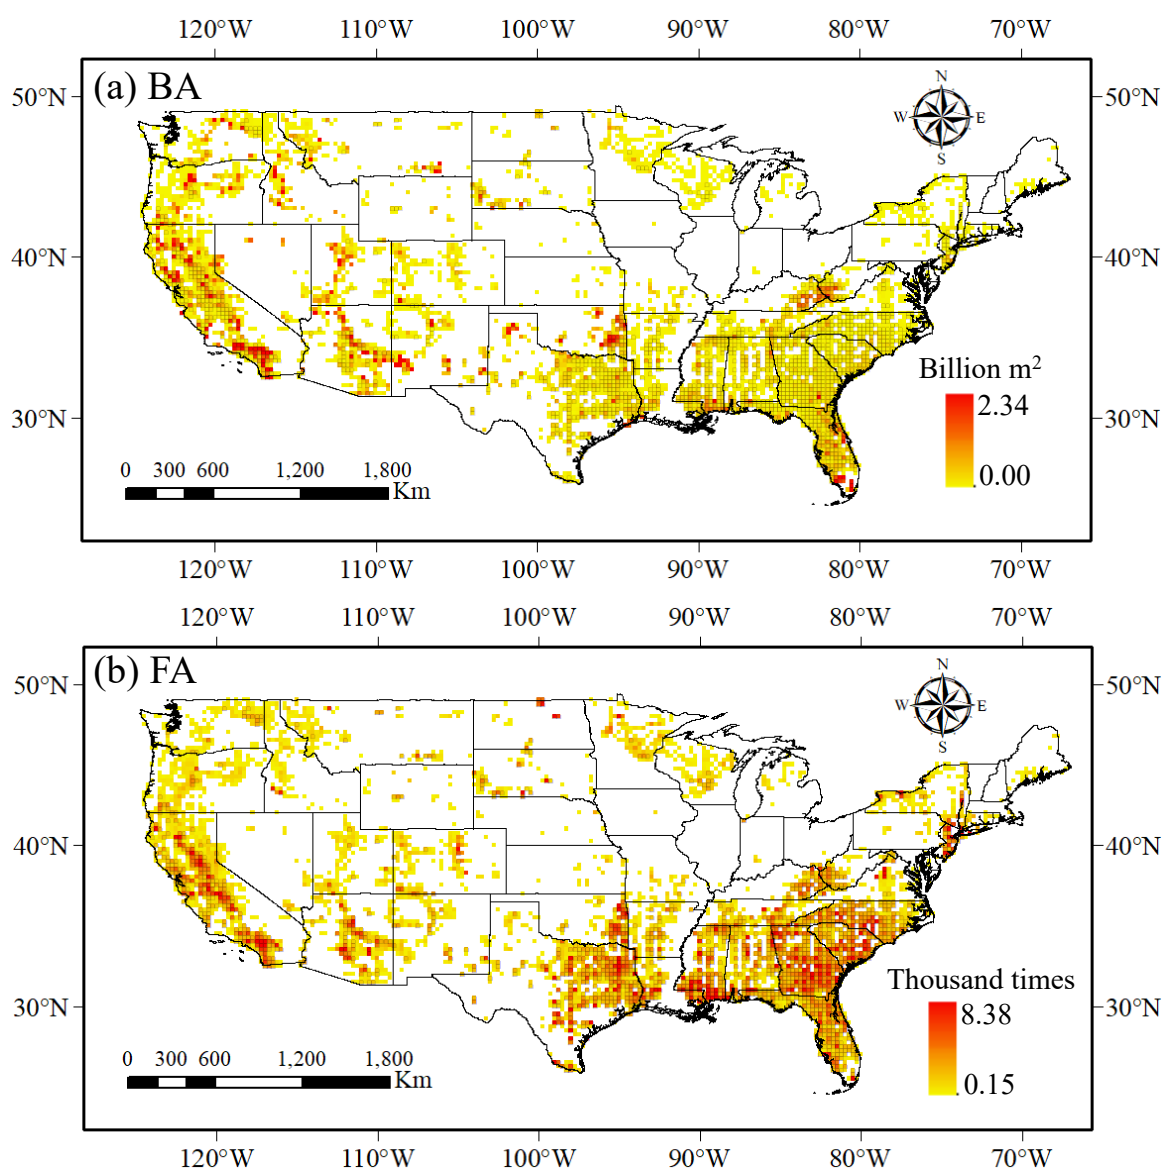 120°W 110°W 100°W 90°W 80°W 70°W
(a) BA
50°N 50°N
N
W E
S
40°N 40°N
Billion m²
2.34
30°N 30°N
0.00
0 300 600 1,200 1,800
Km
120°W 110°W 100°W 90°W 80°W 70°W
120°W 110°W 100°W 90°W 80°W 70°W
(b) FA
50°N 50°N
N
W E
S
40°N 40°N
Thousand times
8.38
30°N 30°N
0.15
0 300 600 1,200 1,800
Km
120°W 110°W 100°W 90°W 80°W 70°W